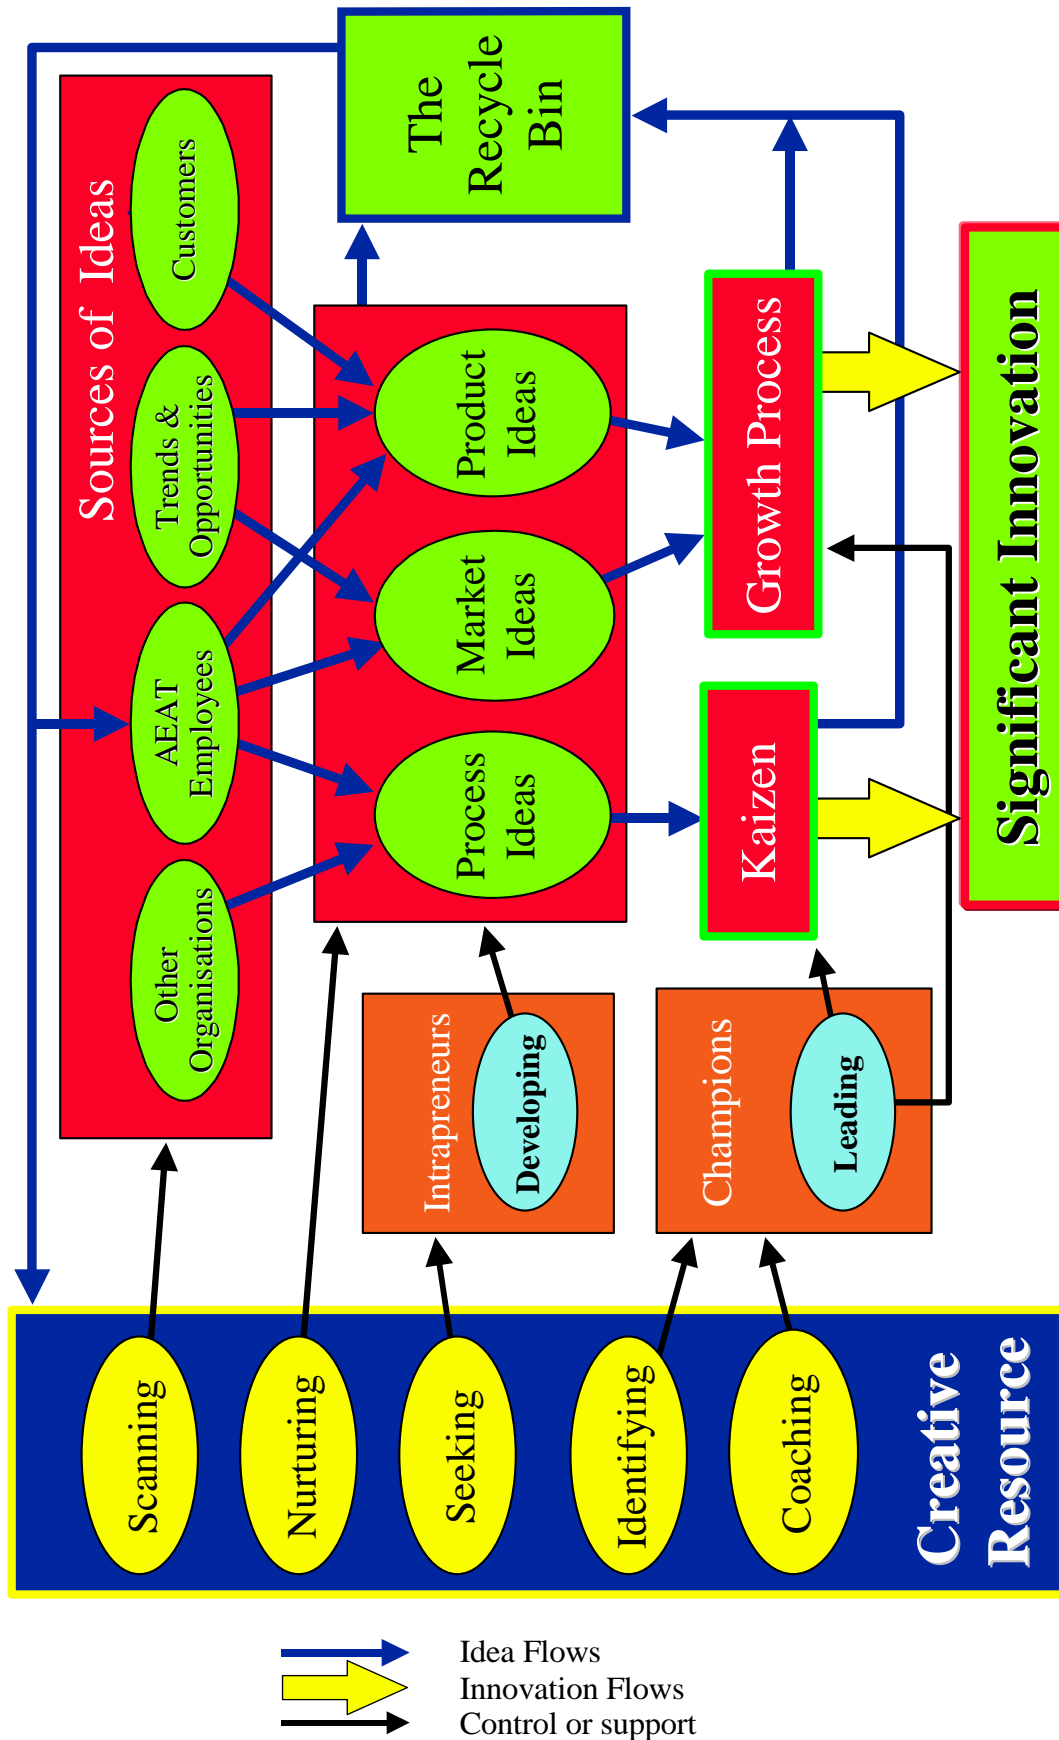 Sources of Ideas
Other
Organisations
AEAT
Employees
Trends &
Opportunities
Customers
Process
Ideas
Market
Ideas
Product
Ideas
The
Recycle
Bin
Intrapreneurs
Developing
Champions
Leading
Kaizen
Growth Process
Significant Innovation
Scanning
Nurturing
Seeking
Identifying
Coaching
Creative
Resource
Idea Flows
Innovation Flows
Control or support